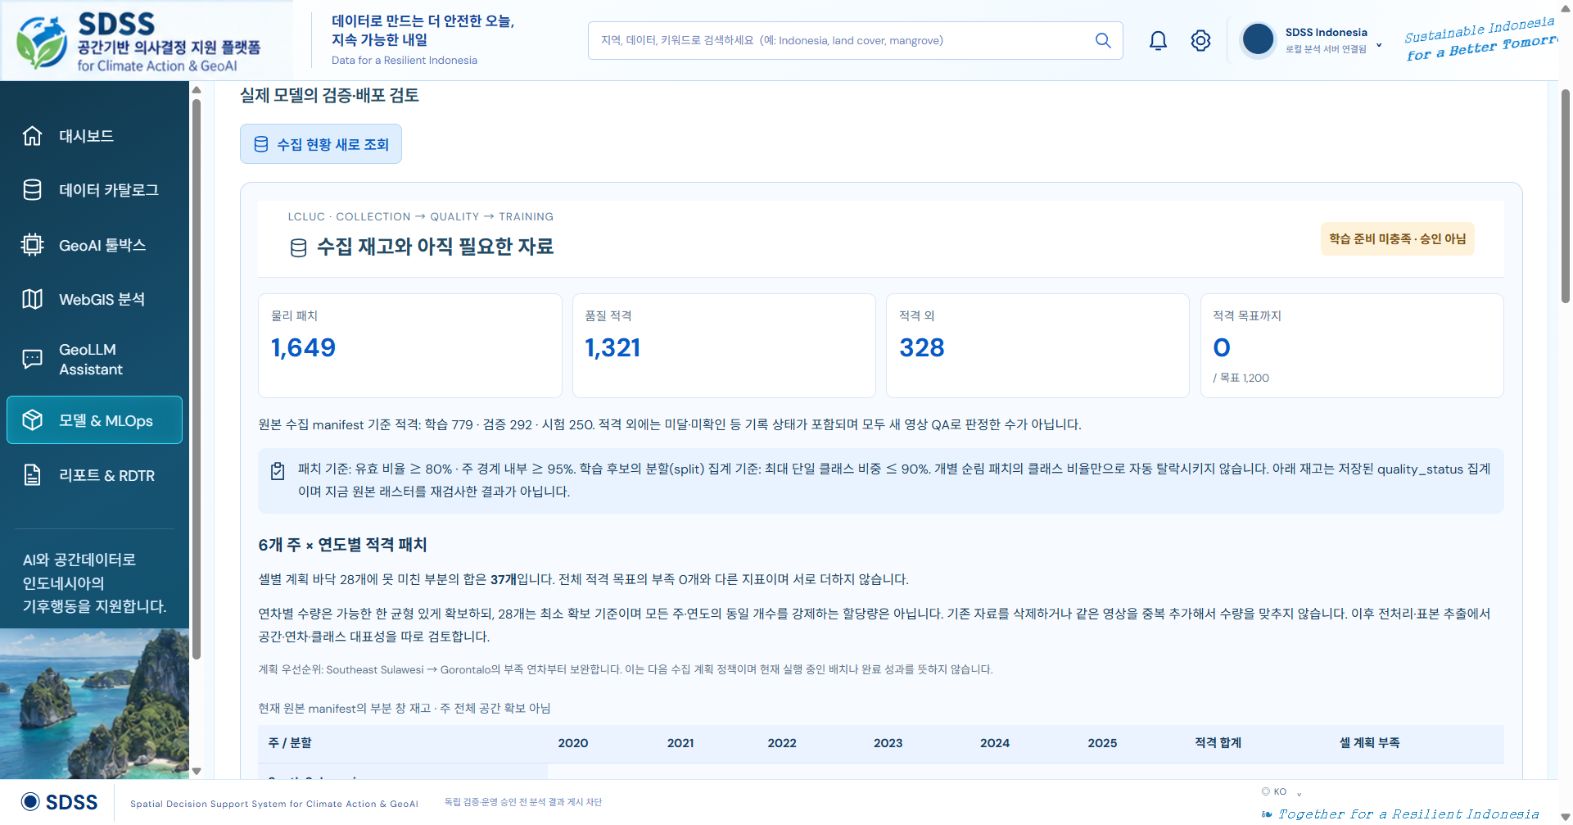 SDSS
공간기반 의사결정 지원 플랫폼
for Climate Action & GeoAI
데이터로 만드는 더 안전한 오늘,
지속 가능한 내일
Data for a Resilient Indonesia
지역, 데이터, 키워드로 검색하세요 (예: Indonesia, land cover, mangrove)
SDSS Indonesia
로컬 분석 서버 연결됨
Sustainable Indonesia
for a Better Tomorr
대시보드
데이터 카탈로그
GeoAI 툴박스
WebGIS 분석
GeoLLM
Assistant
모델 & MLOps
리포트 & RDTR
AI와 공간데이터로
인도네시아의
기후행동을 지원합니다.
실제 모델의 검증·배포 검토
수집 현황 새로 조회
LCLUC · COLLECTION → QUALITY → TRAINING
수집 재고와 아직 필요한 자료
학습 준비 미충족 · 승인 아님
물리 패치
1,649
품질 적격
1,321
적격 외
328
적격 목표까지
0
/ 목표 1,200
원본 수집 manifest 기준 적격: 학습 779 · 검증 292 · 시험 250. 적격 외에는 미달·미확인 등 기록 상태가 포함되며 모두 새 영상 QA로 판정한 수가 아닙니다.
패치 기준: 유효 비율 ≥ 80% · 주 경계 내부 ≥ 95%. 학습 후보의 분할(split) 집계 기준: 최대 단일 클래스 비중 ≤ 90%. 개별 순림 패치의 클래스 비율만으로 자동 탈락시키지 않습니다. 아래 재고는 저장된 quality_status 집계
이며 지금 원본 래스터를 재검사한 결과가 아닙니다.
6개 주 × 연도별 적격 패치
셀별 계획 바닥 28개에 못 미친 부분의 합은 37개입니다. 전체 적격 목표의 부족 0개와 다른 지표이며 서로 더하지 않습니다.
연차별 수량은 가능한 한 균형 있게 확보하되, 28개는 최소 확보 기준이며 모든 주·연도의 동일 개수를 강제하는 할당량은 아닙니다. 기존 자료를 삭제하거나 같은 영상을 중복 추가해서 수량을 맞추지 않습니다. 이후 전처리·표본 추출에서
공간·연차·클래스 대표성을 따로 검토합니다.
계획 우선순위: Southeast Sulawesi → Gorontalo의 부족 연차부터 보완합니다. 이는 다음 수집 계획 정책이며 현재 실행 중인 배치나 완료 성과를 뜻하지 않습니다.
현재 원본 manifest의 부분 창 재고 · 주 전체 공간 확보 아님
주 / 분할 2020 2021 2022 2023 2024 2025 적격 합계 셀 계획 부족
SDSS
Spatial Decision Support System for Climate Action & GeoAI
독립 검증·운영 승인 전 분석 결과 게시 차단
KO
Together for a Resilient Indonesia